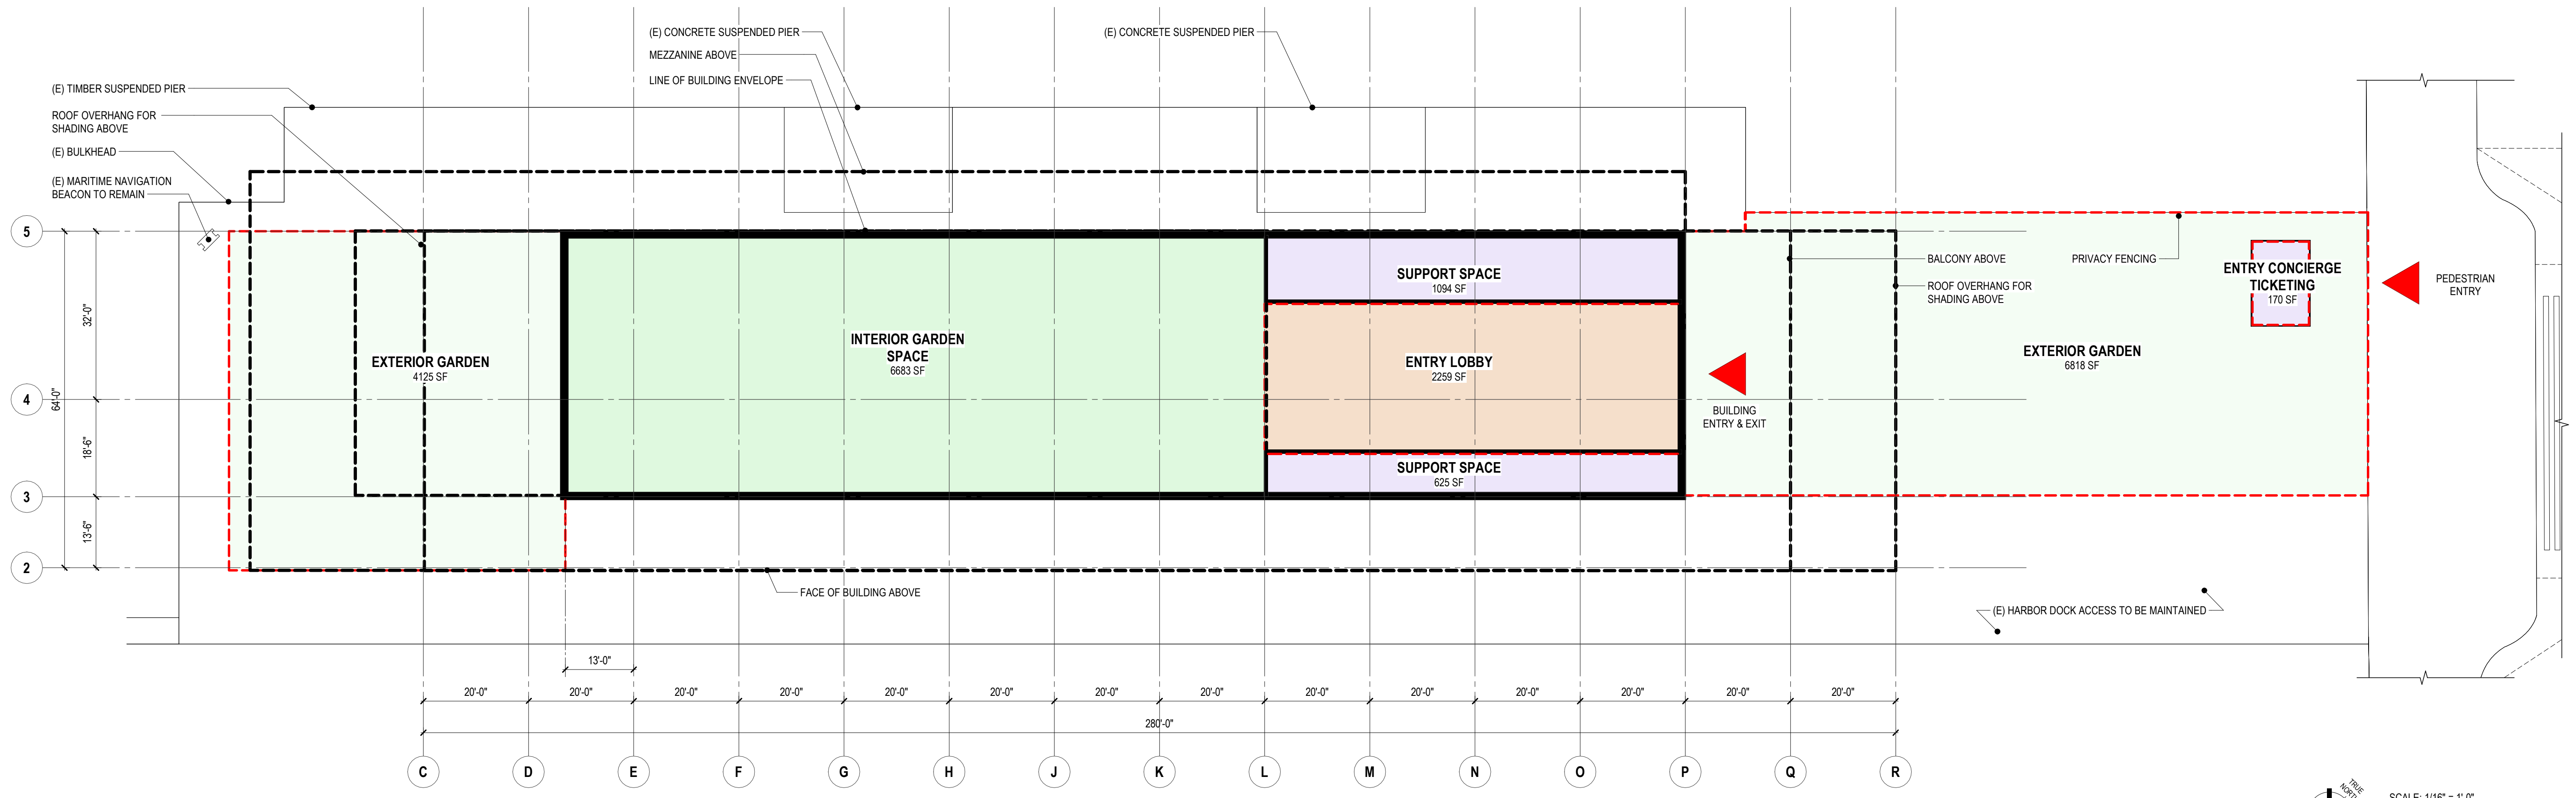 (E) CONCRETE SUSPENDED PIER
MEZZANINE ABOVE
LINE OF BUILDING ENVELOPE
(E) CONCRETE SUSPENDED PIER
(E) TIMBER SUSPENDED PIER
ROOF OVERHANG FOR
SHADING ABOVE
(E) BULKHEAD
(E) MARITIME NAVIGATION
BEACON TO REMAIN
5
4
3
2
32'-0"
64'-0"
18'-6"
13'-6"
EXTERIOR GARDEN
4125 SF
INTERIOR GARDEN
SPACE
6683 SF
SUPPORT SPACE
1094 SF
ENTRY LOBBY
2259 SF
SUPPORT SPACE
625 SF
BUILDING
ENTRY & EXIT
BALCONY ABOVE
ROOF OVERHANG FOR
SHADING ABOVE
PRIVACY FENCING
ENTRY CONCIERGE
TICKETING
170 SF
EXTERIOR GARDEN
6818 SF
PEDESTRIAN
ENTRY
FACE OF BUILDING ABOVE
(E) HARBOR DOCK ACCESS TO BE MAINTAINED
13'-0"
20'-0" 20'-0" 20'-0" 20'-0" 20'-0" 20'-0" 20'-0" 20'-0" 20'-0" 20'-0" 20'-0" 20'-0" 20'-0" 20'-0"
280'-0"
C D E F G H J K L M N O P Q R
TRUE
NORTH
SCALE: 1/16" = 1'-0"